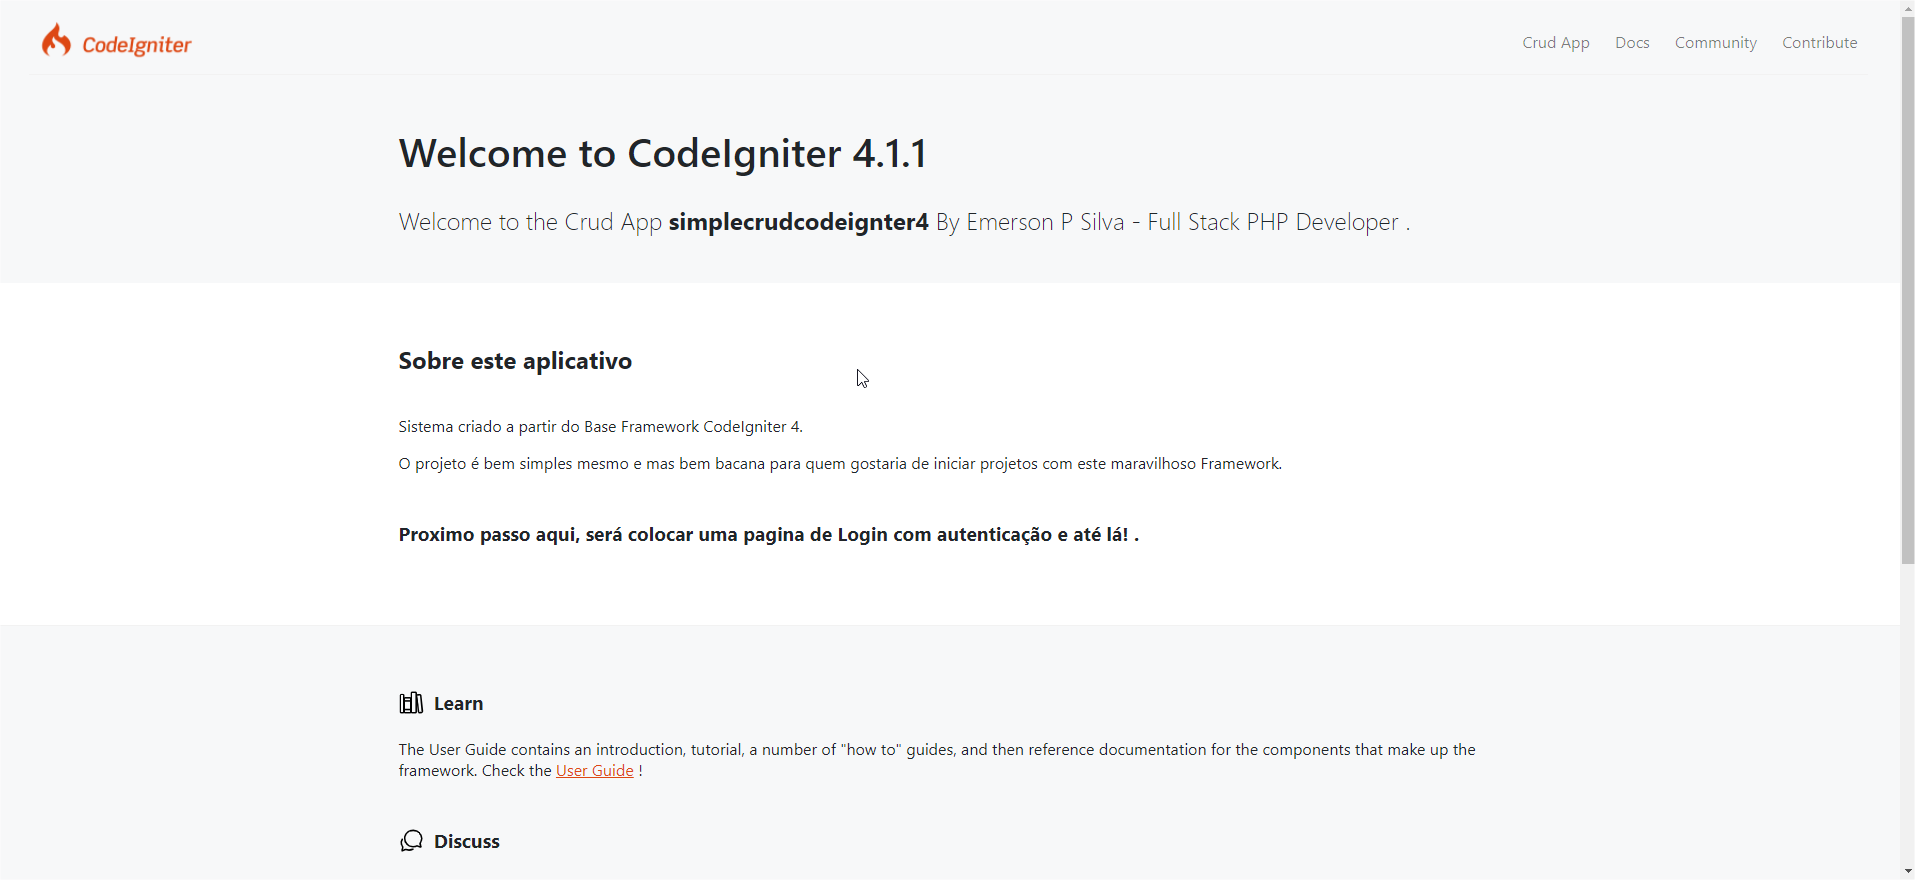 CodeIgniter
Crud App Docs Community Contribute
Welcome to CodeIgniter 4.1.1
Welcome to the Crud App simplecrudcodeignter4 By Emerson P Silva - Full Stack PHP Developer .
Sobre este aplicativo
Sistema criado a partir do Base Framework CodeIgniter 4.
O projeto é bem simples mesmo e mas bem bacana para quem gostaria de iniciar projetos com este maravilhoso Framework.
Proximo passo aqui, será colocar uma pagina de Login com autenticação e até lá! .
Learn
The User Guide contains an introduction, tutorial, a number of "how to" guides, and then reference documentation for the components that make up the
framework. Check the User Guide !
Discuss